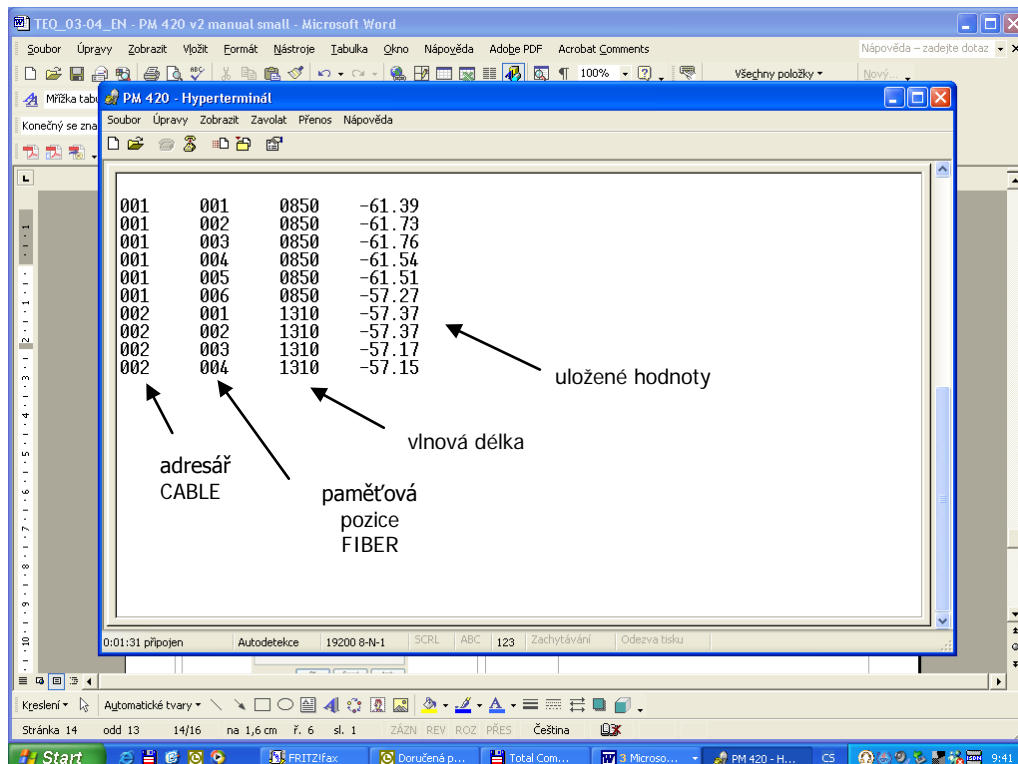 TEQ_03-04_EN - PM 420 v2 manual small - Microsoft Word
Soubor Úpravy Zobrazit Vložit Formát Nástroje Tabulka Okno Nápověda Adobe PDF Acrobat Comments Nápověda – zadejte dotaz
100% Všechny položky Nový...
Mřížka tabu
Konečný se zna
PM 420 - Hyperterminál
Soubor Úpravy Zobrazit Zavolat Přenos Nápověda
001 001 0850 -61.39
001 002 0850 -61.73
001 003 0850 -61.76
001 004 0850 -61.54
001 005 0850 -61.51
001 006 0850 -57.27
002 001 1310 -57.37
002 002 1310 -57.37
002 003 1310 -57.17
002 004 1310 -57.15
uložené hodnoty
vlnová délka
adresář
CABLE
paměťová
pozice
FIBER
0:01:31 připojen Autodetekce 19200 8-N-1 SCRL ABC 123 Zachytávání Odezva tisku
Kreslení Automatické tvary
Stránka 14 odd 13 14/16 na 1,6 cm ř. 6 sl. 1 ZÁZN REV ROZ PŘES Čeština
Start FRITZ!fax Doručená p... Total Com... 3 Microso... PM 420 - H... CS 9:41